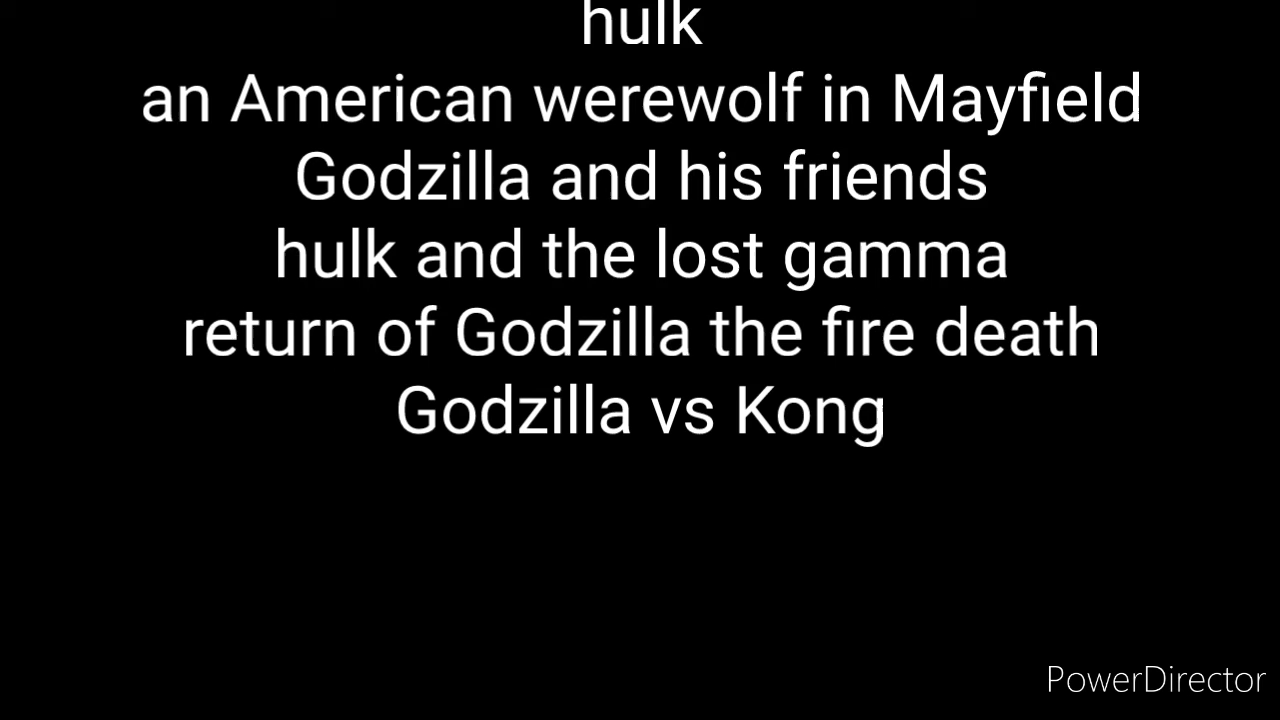 hulk
an American werewolf in Mayfield
Godzilla and his friends
hulk and the lost gamma
return of Godzilla the fire death
Godzilla vs Kong
PowerDirector